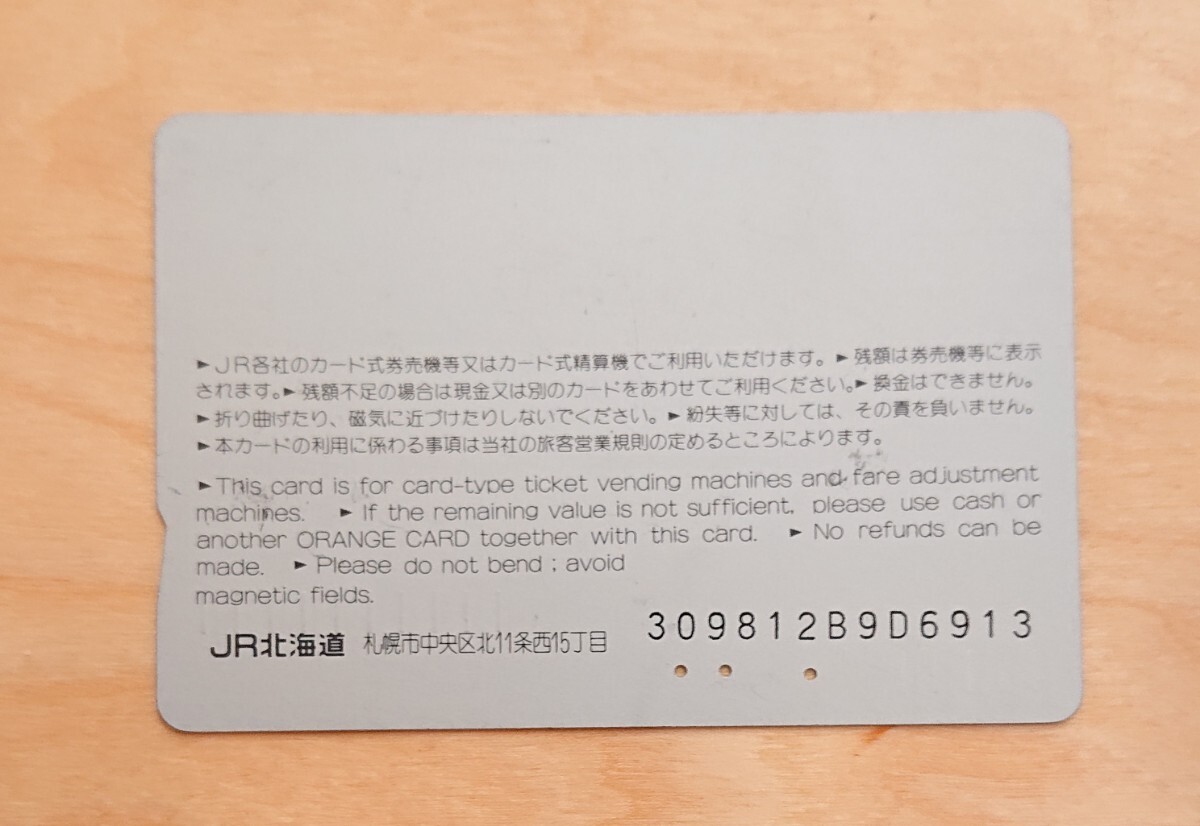 ►JR各社のカード式券売機等又はカード式精算機でご利用いただけます。►残額は券売機等に表示
されます。►残額不足の場合は現金又は別のカードをあわせてご利用ください。►換金はできません。
►折り曲げたり、磁気に近づけたりしないでください。►紛失等に対しては、その責を負いません。
►本カードの利用に係わる事項は当社の旅客営業規則の定めるところによります。
►This card is for card-type ticket vending machines and fare adjustment
machines. ►If the remaining value is not sufficient, please use cash or
another ORANGE CARD together with this card. ►No refunds can be
made. ►Please do not bend ; avoid
magnetic fields.
JR北海道 札幌市中央区北11条西15丁目
309812B9D6913